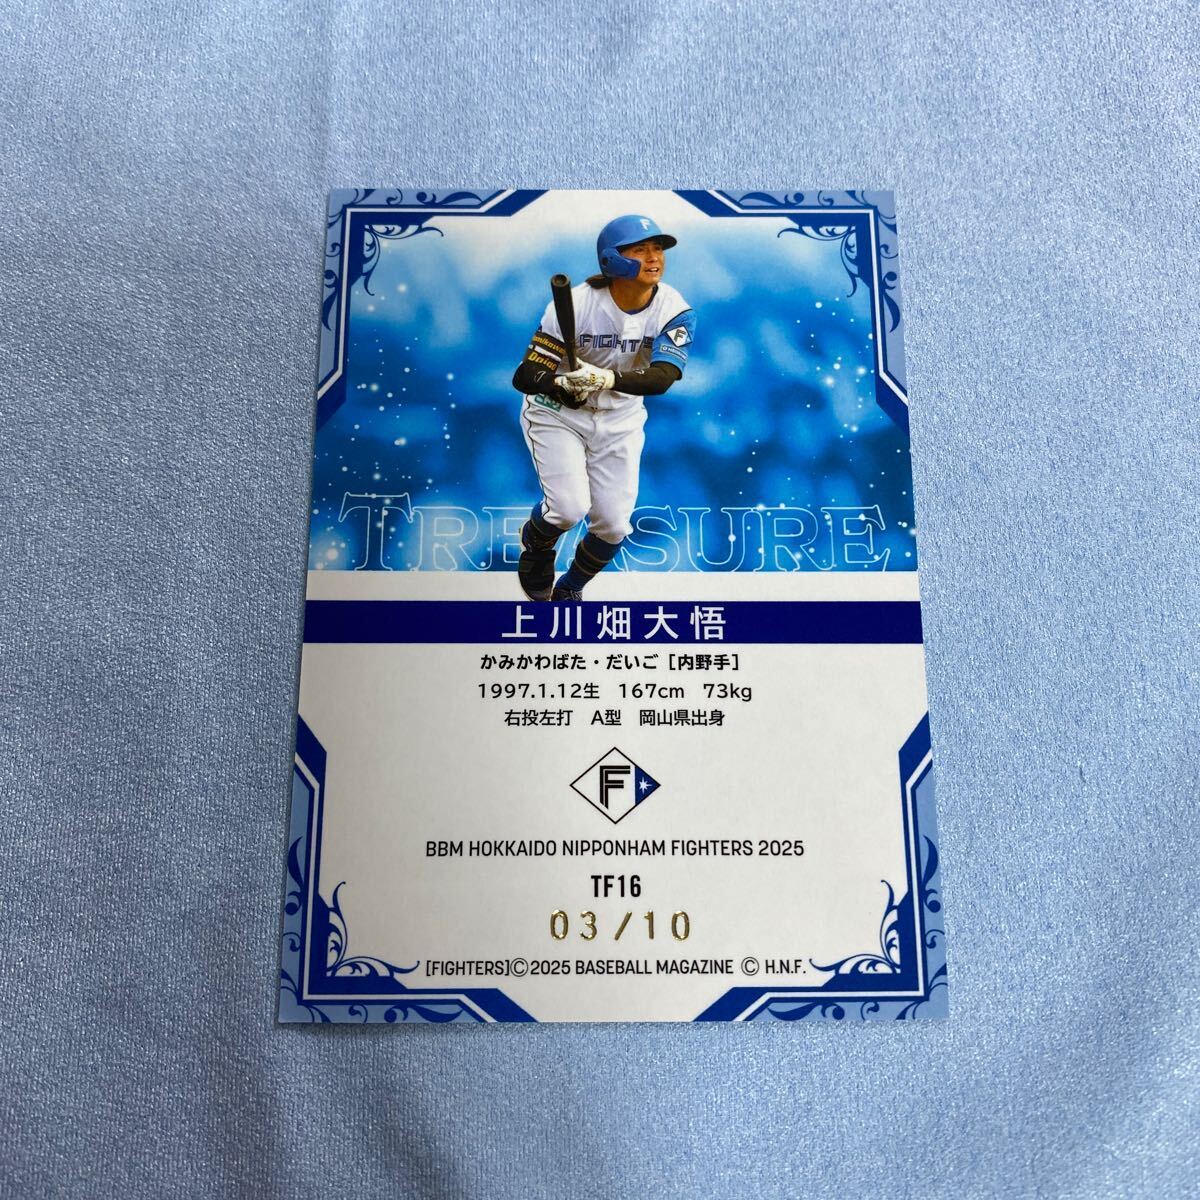 F
FIGHT S
F
Daigo
TREASURE
上川畑大悟
かみかわばた・だいご [内野手]
1997.1.12生 167cm 73kg
右投左打 A型 岡山県出身
F
BBM HOKKAIDO NIPPONHAM FIGHTERS 2025
TF16
03/10
[FIGHTERS]©2025 BASEBALL MAGAZINE © H.N.F.